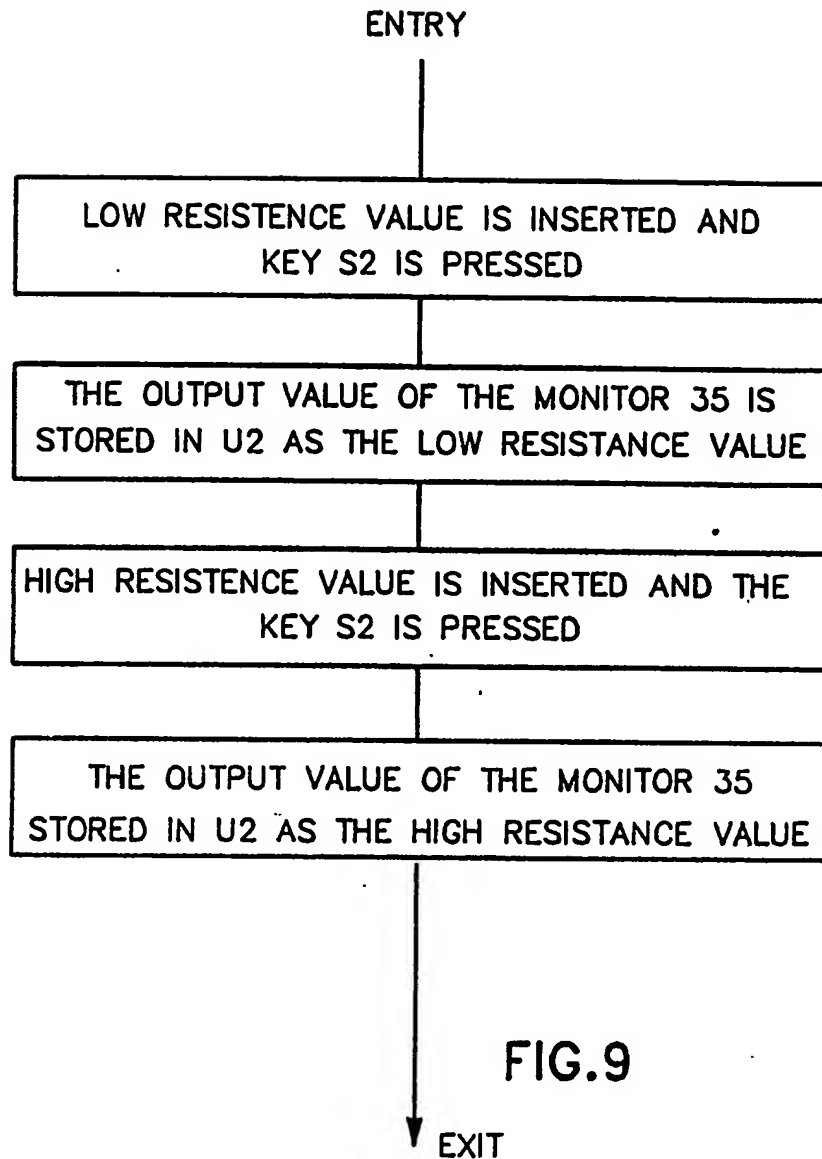 ENTRY
LOW RESISTENCE VALUE IS INSERTED AND
KEY S2 IS PRESSED
THE OUTPUT VALUE OF THE MONITOR 35 IS
STORED IN U2 AS THE LOW RESISTANCE VALUE
HIGH RESISTENCE VALUE IS INSERTED AND THE
KEY S2 IS PRESSED
THE OUTPUT VALUE OF THE MONITOR 35
STORED IN U2 AS THE HIGH RESISTANCE VALUE
FIG.9
EXIT